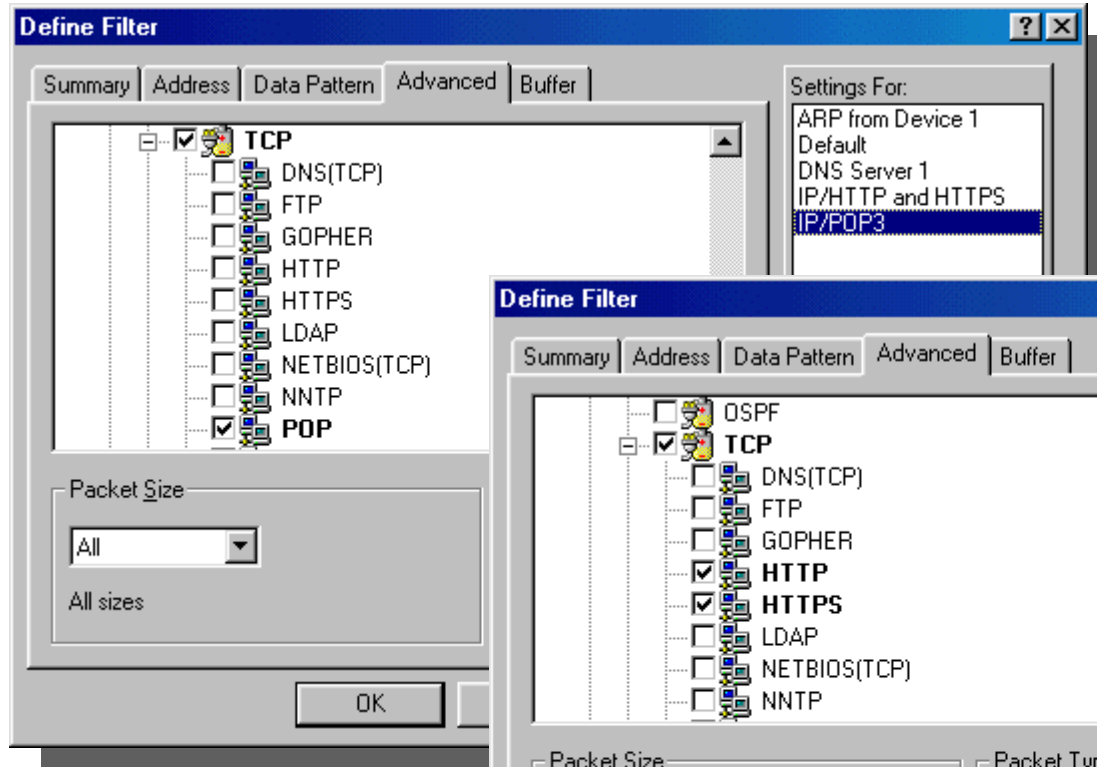 Define Filter
Summary Address Data Pattern Advanced Buffer
Settings For:
ARP from Device 1
Default
DNS Server 1
IP/HTTP and HTTPS
IP/POP3
TCP
DNS(TCP)
FTP
GOPHER
HTTP
HTTPS
LDAP
NETBIOS(TCP)
NNTP
POP
Packet Size
All
All sizes
OK
Define Filter
Summary Address Data Pattern Advanced Buffer
OSPF
TCP
DNS(TCP)
FTP
GOPHER
HTTP
HTTPS
LDAP
NETBIOS(TCP)
NNTP
Packet Size
Packet